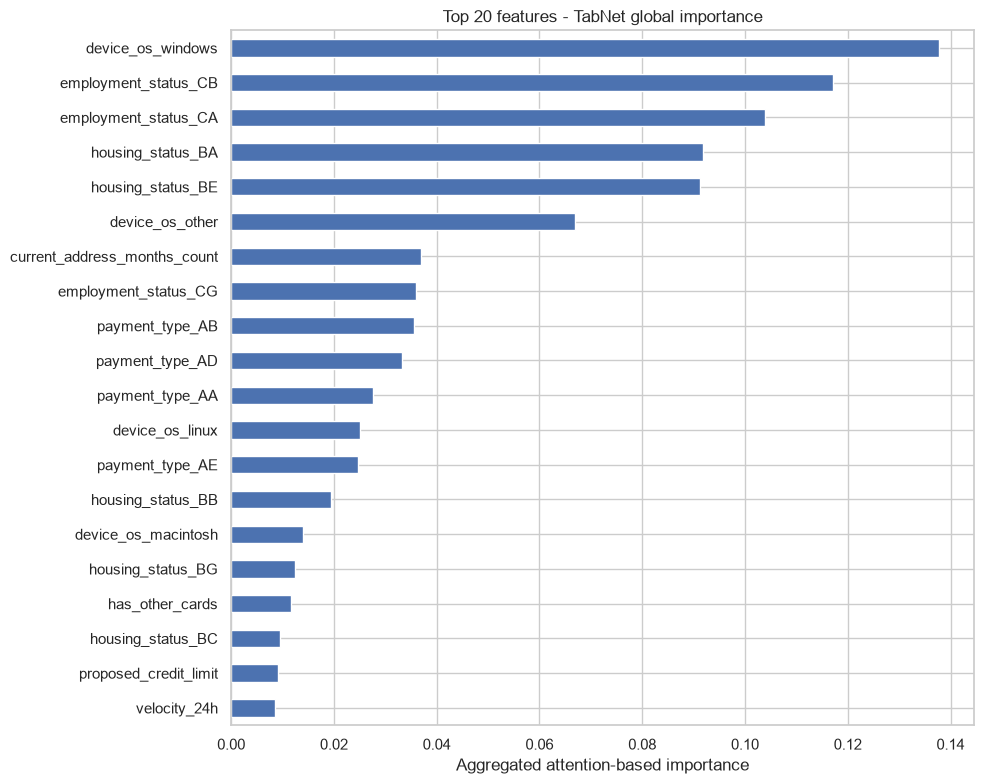 Top 20 features - TabNet global importance
device_os_windows
employment_status_CB
employment_status_CA
housing_status_BA
housing_status_BE
device_os_other
current_address_months_count
employment_status_CG
payment_type_AB
payment_type_AD
payment_type_AA
device_os_linux
payment_type_AE
housing_status_BB
device_os_macintosh
housing_status_BG
has_other_cards
housing_status_BC
proposed_credit_limit
velocity_24h
0.00 0.02 0.04 0.06 0.08 0.10 0.12 0.14
Aggregated attention-based importance